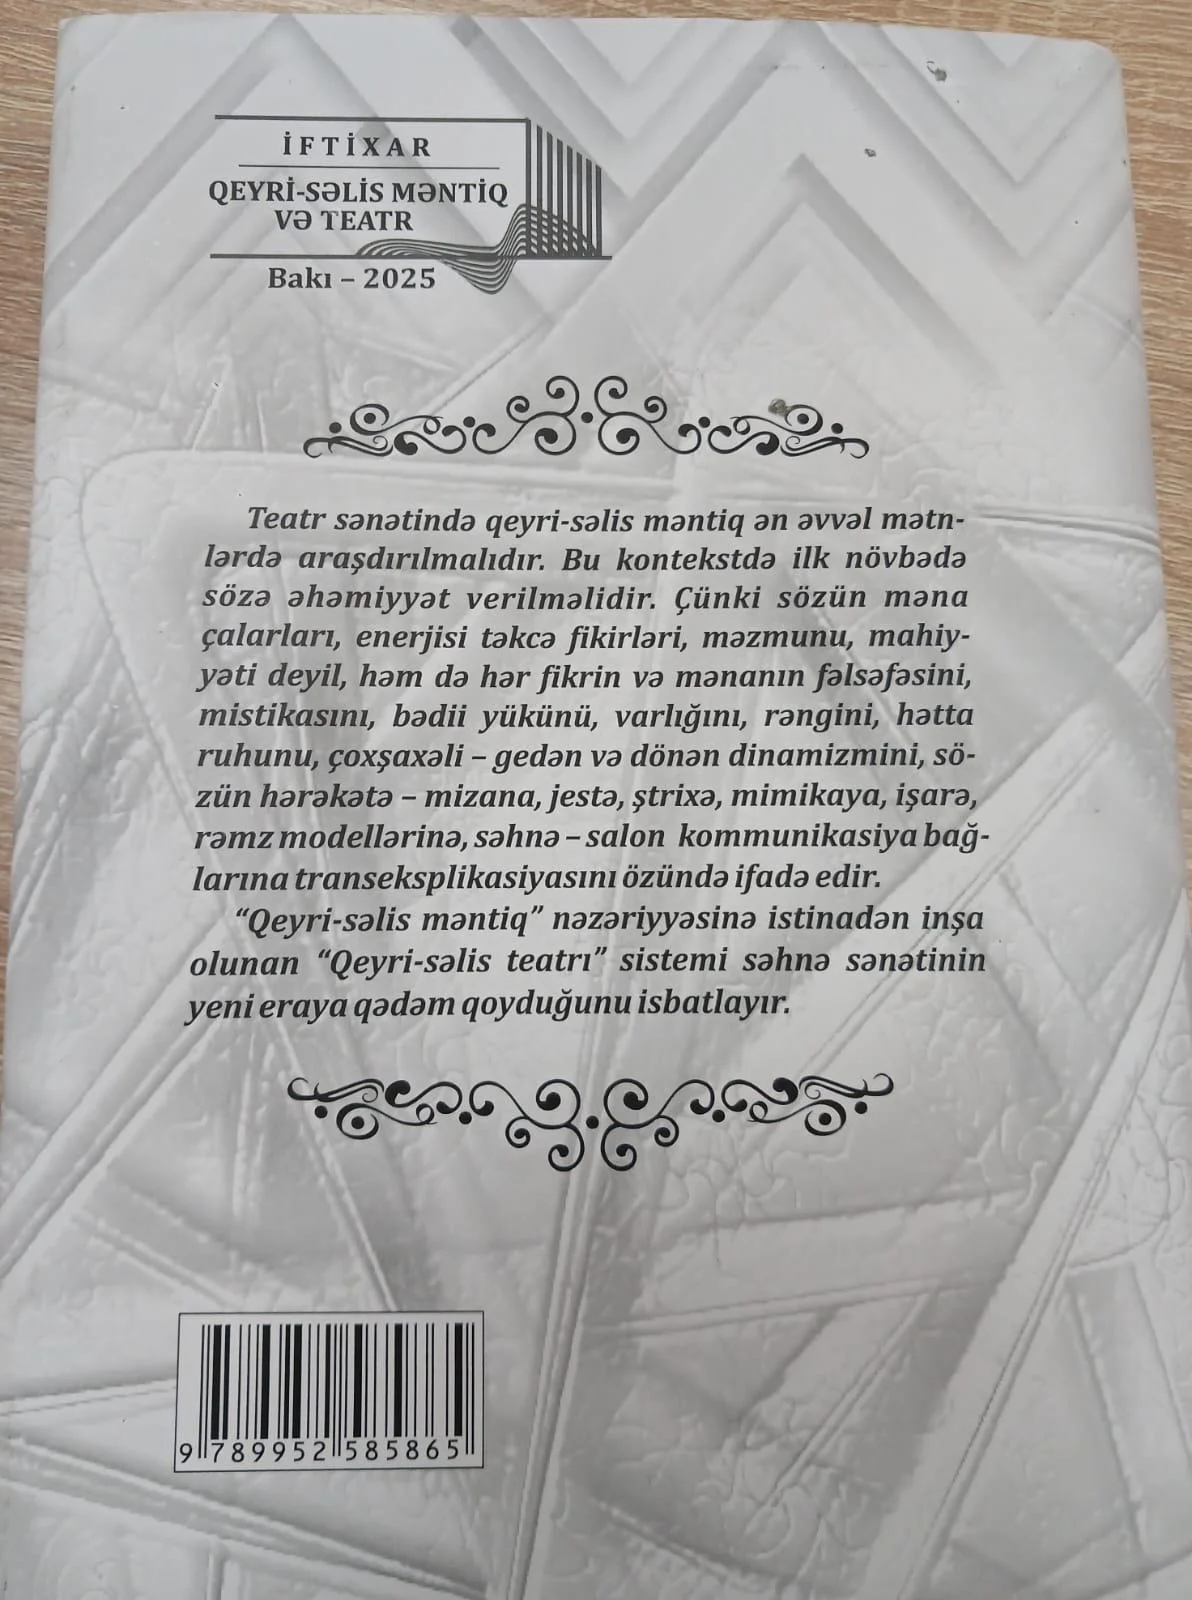 İFTİXAR
QEYRİ-SƏLİS MƏNTİQ
VƏ TEATR
Bakı – 2025
Teatr sənətində qeyri-səlis məntiq ən əvvəl mətn-
lərdə araşdırılmalıdır. Bu kontekstdə ilk növbədə
sözə əhəmiyyət verilməlidir. Çünki sözün məna
çalarları, enerjisi təkcə fikirləri, məzmunu, mahiy-
yəti deyil, həm də hər fikrin və mənanın fəlsəfəsini,
mistikasını, bədii yükünü, varlığını, rəngini, hətta
ruhunu, çoxşaxəli – gedən və dönən dinamizmini, sö-
zün hərəkətə – mizana, jestə, ştrixə, mimikaya, işarə,
rəmz modellərinə, səhnə – salon kommunikasiya bağ-
larına transeksplikasiyasını özündə ifadə edir.
“Qeyri-səlis məntiq” nəzəriyyəsinə istinadən inşa
olunan “Qeyri-səlis teatrı” sistemi səhnə sənətinin
yeni eraya qədəm qoyduğunu isbatlayır.
9 789952 585865